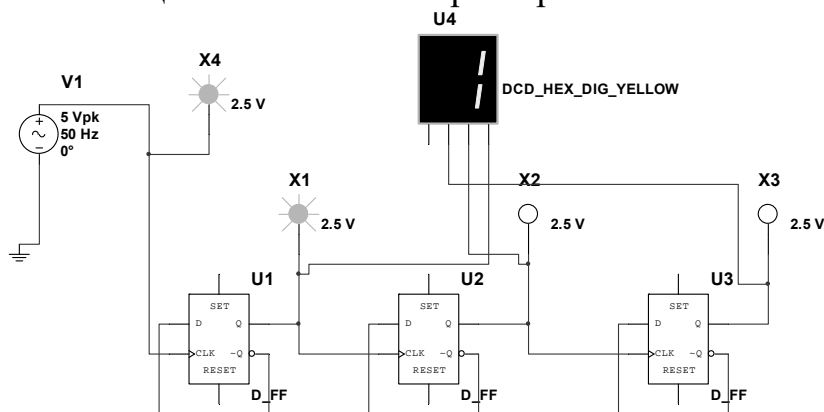 U4
X4
V1
2.5 V
1
DCD_HEX_DIG_YELLOW
5 Vpk
50 Hz
0°
X1
X2
X3
2.5 V
2.5 V
2.5 V
U1
U2
U3
SET
SET
SET
D Q
D Q
D Q
CLK ~Q
CLK ~Q
CLK ~Q
RESET
RESET
RESET
D_FF
D_FF
D_FF